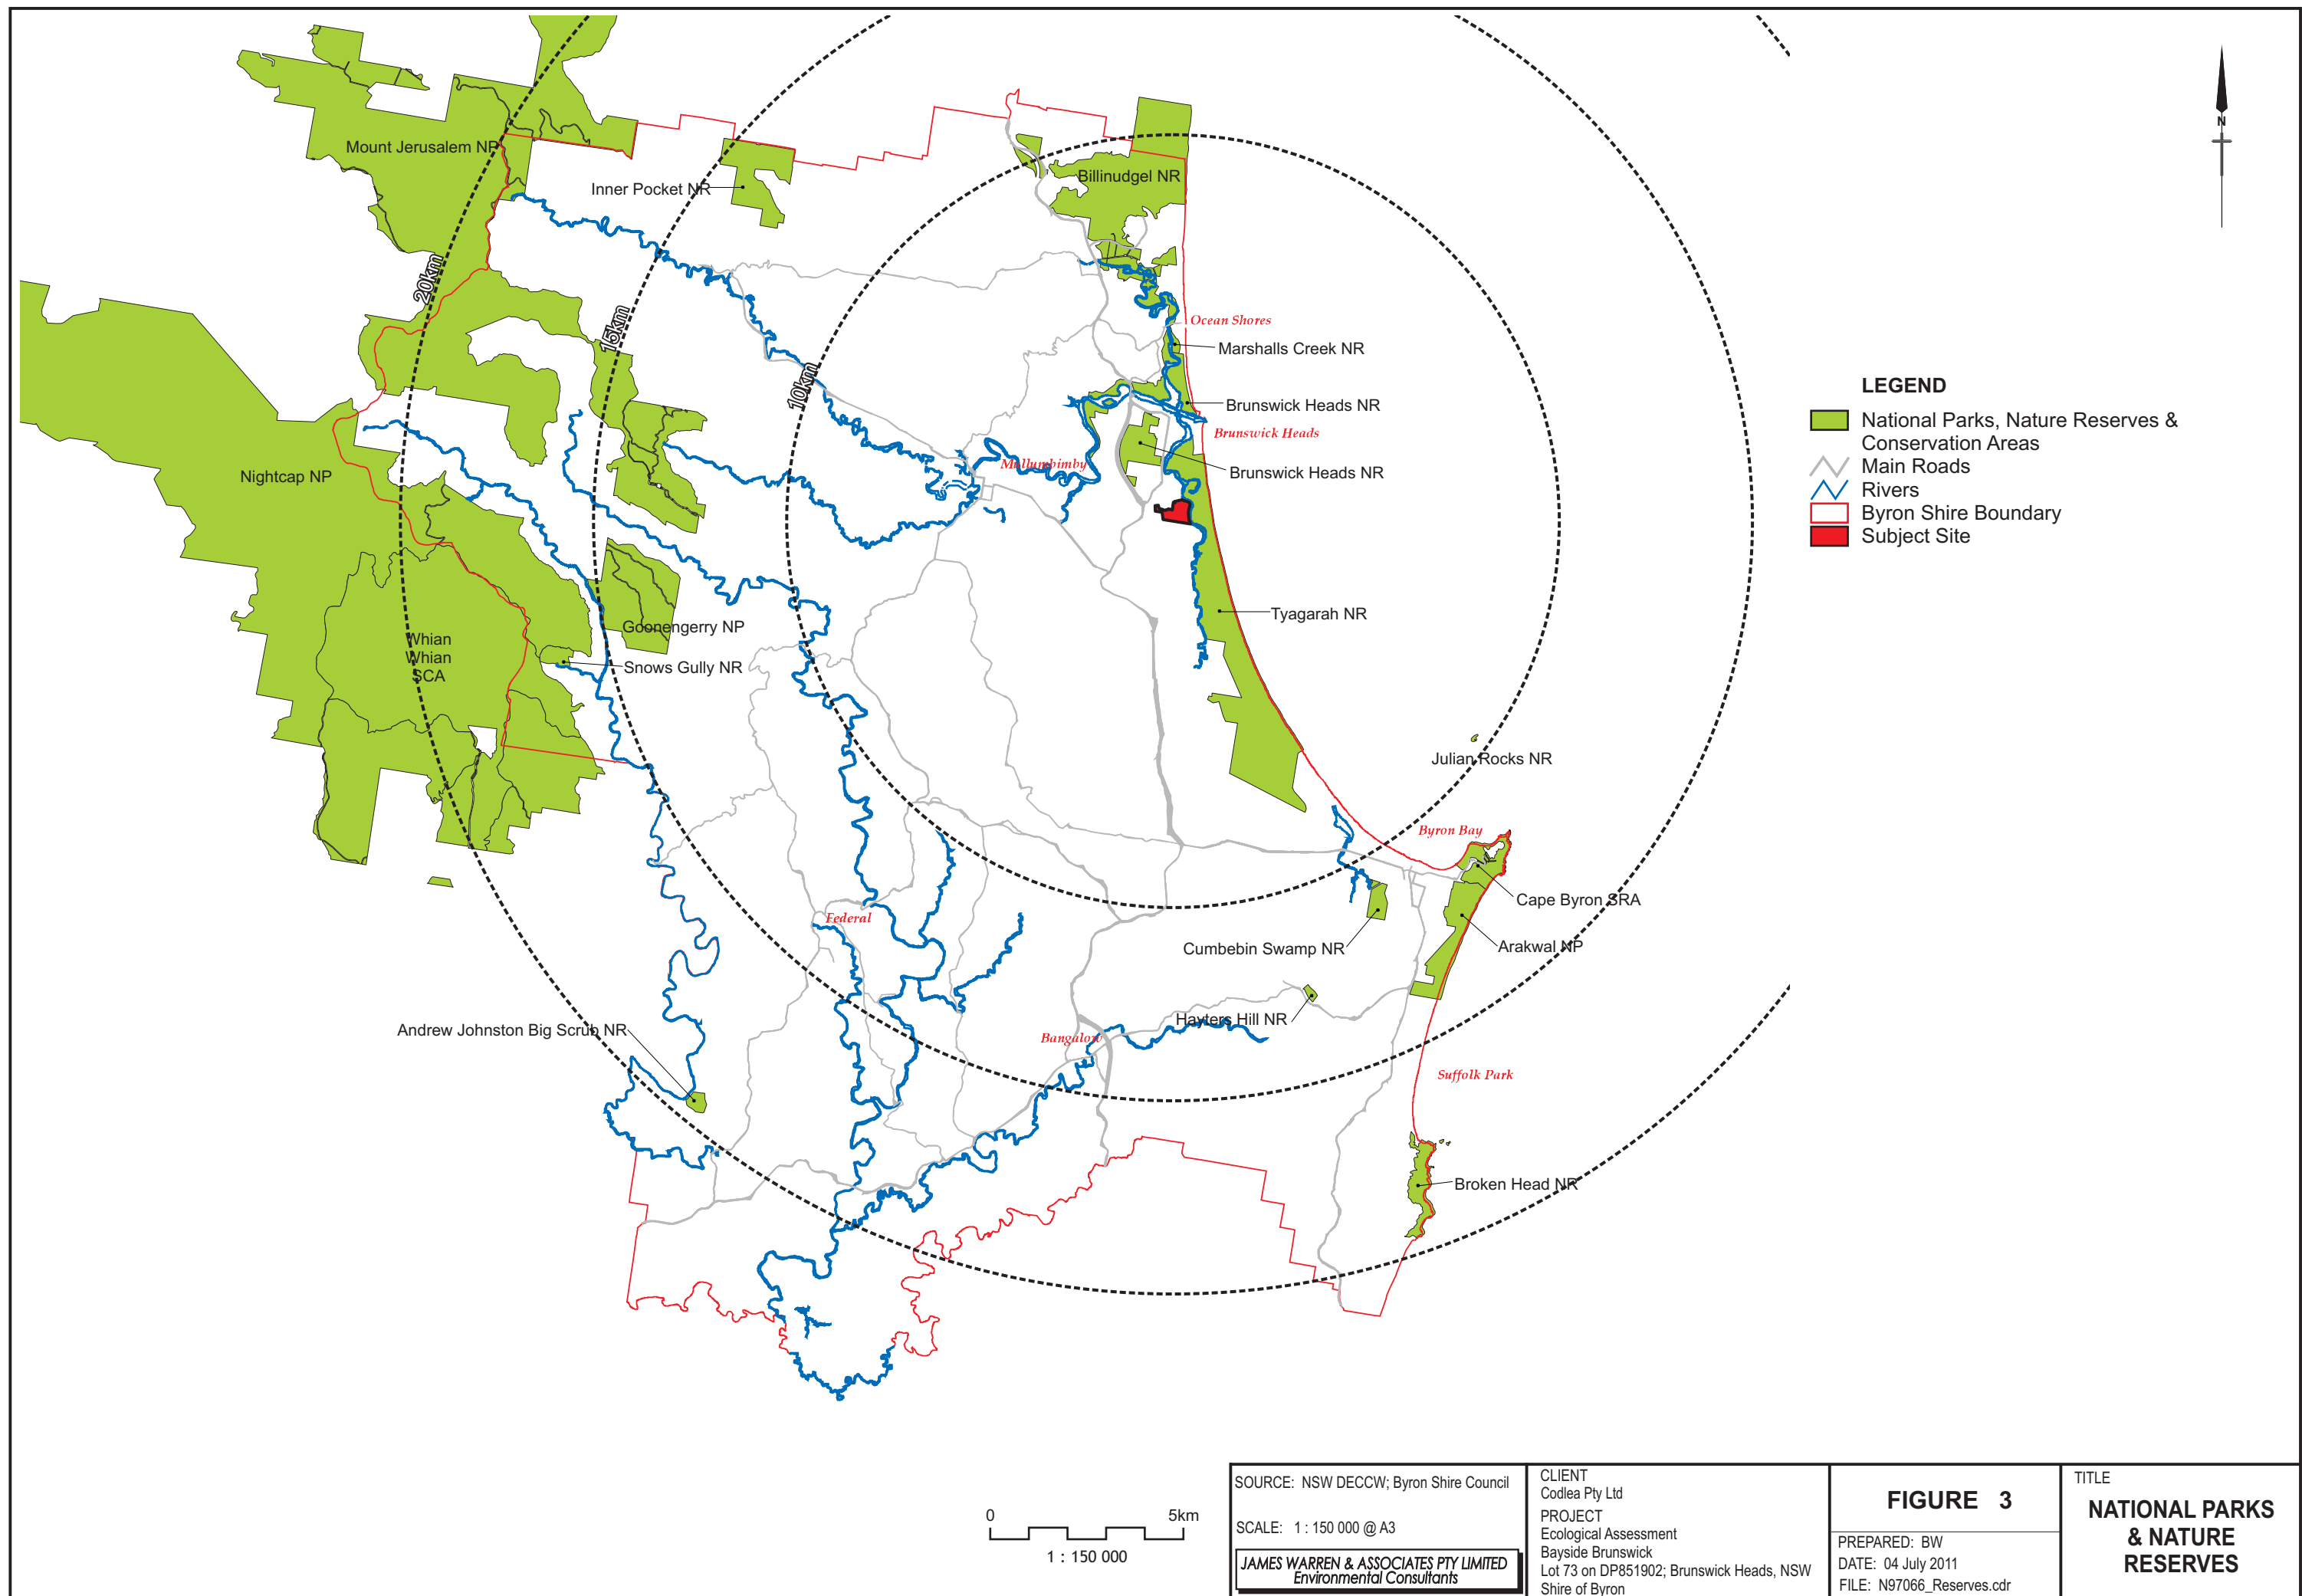 N
Mount Jerusalem NP
Inner Pocket NR
Billinudgel NR
20km
15km
10km
Ocean Shores
Marshalls Creek NR
Brunswick Heads NR
Brunswick Heads
Mullumbimby
Brunswick Heads NR
Nightcap NP
Tyagarah NR
Goonengerry NP
Whian
Whian
SCA
Snows Gully NR
Julian Rocks NR
Byron Bay
Cape Byron SRA
Federal
Arakwal NP
Cumbebin Swamp NR
Hayters Hill NR
Andrew Johnston Big Scrub NR
Bangalow
Suffolk Park
Broken Head NR
LEGEND
National Parks, Nature Reserves &
Conservation Areas
Main Roads
Rivers
Byron Shire Boundary
Subject Site
0 5km
1 : 150 000
SOURCE: NSW DECCW; Byron Shire Council
SCALE: 1 : 150 000 @ A3
JAMES WARREN & ASSOCIATES PTY LIMITED
Environmental Consultants
CLIENT
Codlea Pty Ltd
PROJECT
Ecological Assessment
Bayside Brunswick
Lot 73 on DP851902; Brunswick Heads, NSW
Shire of Byron
FIGURE 3
PREPARED: BW
DATE: 04 July 2011
FILE: N97066_Reserves.cdr
TITLE
NATIONAL PARKS
& NATURE
RESERVES